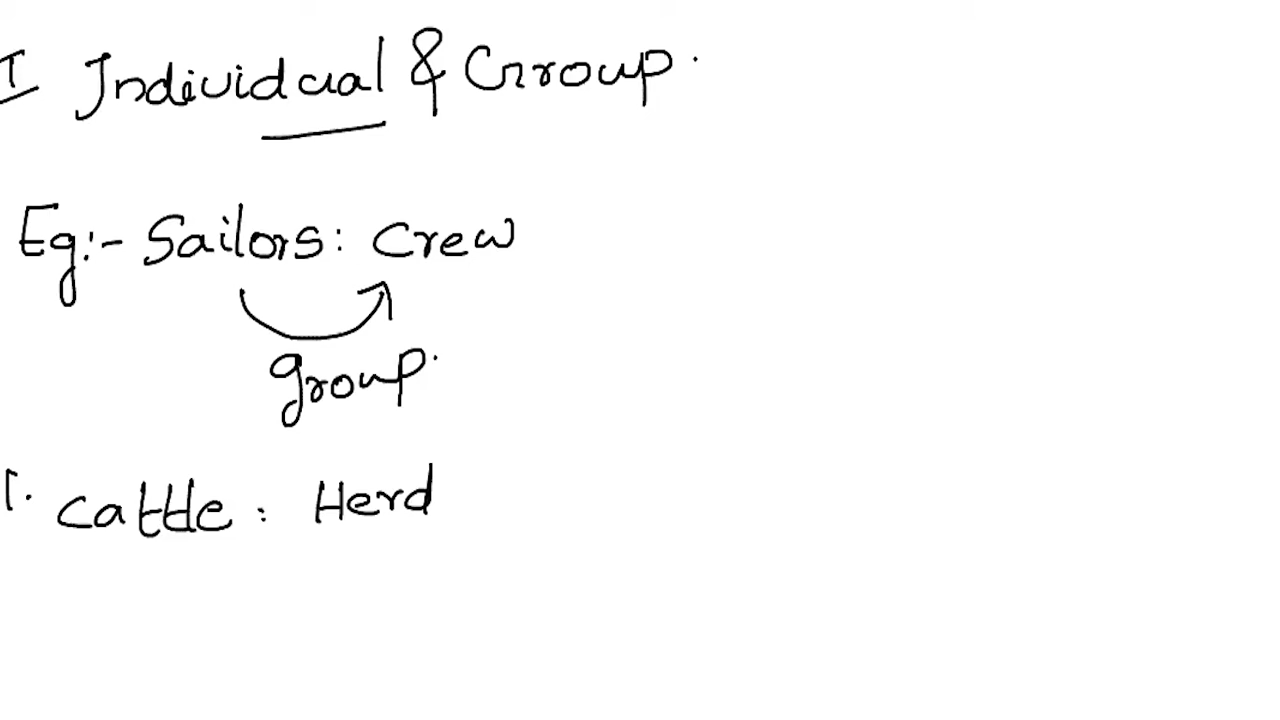 I Individual & Group.
Eg:- Sailors: Crew
group.
1. Cattle: Herd